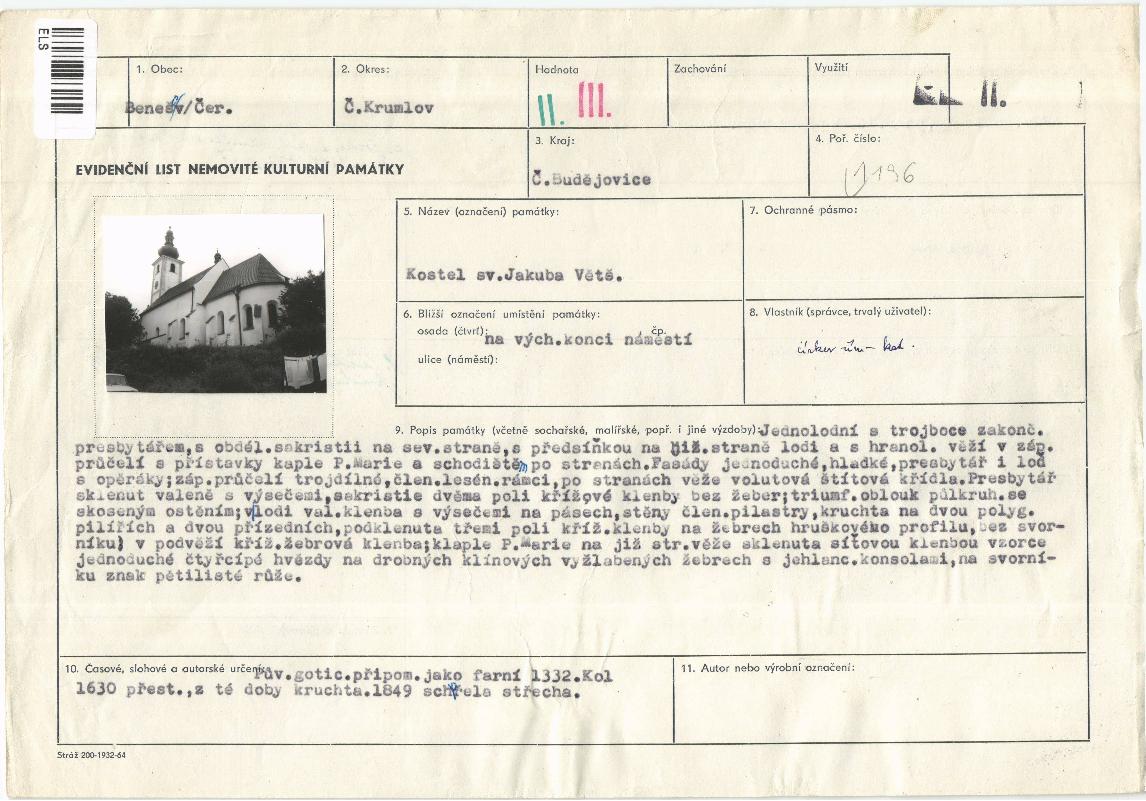 ELS
1. Obec:
Benešv/Čer.
2. Okres:
Č.Krumlov
Hodnota
II. III.
Zachování
Využití
II.
EVIDENČNÍ LIST NEMOVITÉ KULTURNÍ PAMÁTKY
3. Kraj:
Č.Budějovice
4. Poř. číslo:
196
5. Název (označení) památky:
Kostel sv.Jakuba Větš.
7. Ochranné pásmo:
6. Bližší označení umístění památky:
osada (čtvrť): čp.
na vých.konci náměstí
ulice (náměstí):
8. Vlastník (správce, trvalý uživatel):
církev řím- kat.
9. Popis památky (včetně sochařské, malířské, popř. i jiné výzdoby): Jednolodní s trojboce zakonč.
presbytářem,s obdél.sakristií na sev.straně,s předsíňkou na již.straně lodi a s hranol. věží v záp.
průčelí s přístavky kaple P.Marie a schodištěm po stranách.Fasády jednoduché,hladké,presbytář i loď
s opěráky;záp.průčelí trojdílné,člen.lesén.rámci,po stranách věže volutová štítová křídla.Presbytář
sklenut valeně s výsečemi,sakristie dvěma poli křížové klenby bez žeber;triumf.oblouk půlkruh.se
skoseným ostěním;v lodi val.klenba s výsečemi na pásech,stěny člen.pilastry,kruchta na dvou polyg.
pilířích a dvou přízedních,podklenuta třemi poli kříž.klenby na žebrech hruškového profilu,bez svor-
níku) v podvěží kříž.žebrová klenba;klaple P.Marie na již str.věže sklenuta síťovou klenbou vzorce
jednoduché čtyřcípé hvězdy na drobných klínových vyžlabených žebrech s jehlanc.konsolami,na svorní-
ku znak pětilisté růže.
10. Časové, slohové a autorské určení: Pův.gotic.připom.jako farní 1332.Kol
1630 přest.,z té doby kruchta.1849 schřela střecha.
11. Autor nebo výrobní označení:
Stráž 200-1932-64